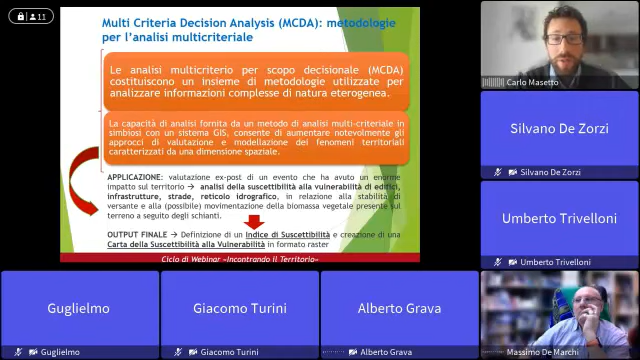 11
Multi Criteria Decision Analysis (MCDA): metodologie
per l'analisi multicriteriale
Le analisi multicriterio per scopo decisionale (MCDA)
costituiscono un insieme di metodologie utilizzate per
analizzare informazioni complesse di natura eterogenea.
La capacità di analisi fornita da un metodo di analisi multi-criteriale in
simbiosi con un sistema GIS, consente di aumentare notevolmente gli
approcci di valutazione e modellazione dei fenomeni territoriali
caratterizzati da una dimensione spaziale.
APPLICAZIONE: valutazione ex-post di un evento che ha avuto un enorme
impatto sul territorio → analisi della suscettibilità alla vulnerabilità di edifici,
infrastrutture, strade, reticolo idrografico, in relazione alla stabilità di
versante e alla (possibile) movimentazione della biomassa vegetale presente sul
terreno a seguito degli schianti.
OUTPUT FINALE → Definizione di un Indice di Suscettibilità e creazione di una
Carta della Suscettibilità alla Vulnerabilità in formato raster
Ciclo di Webinar «Incontrando il Territorio»
Carlo Masetto
Silvano De Zorzi
Silvano De Zorzi
Umberto Trivelloni
Umberto Trivelloni
Guglielmo
Guglielmo
Giacomo Turini
Giacomo Turini
Alberto Grava
Alberto Grava
Massimo De Marchi